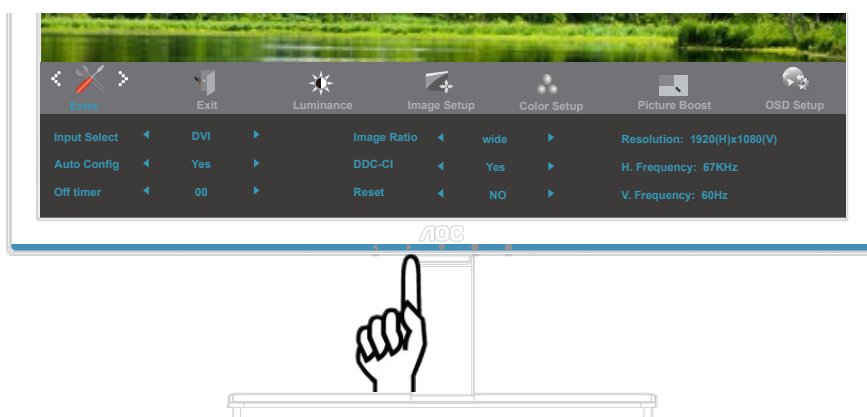 Extra Exit Luminance Image Setup Color Setup Picture Boost OSD Setup
Input Select DVI Image Ratio wide Resolution: 1920(H)x1080(V)
Auto Config Yes DDC-CI Yes H. Frequency: 67KHz
Off timer 00 Reset NO V. Frequency: 60Hz
AOC